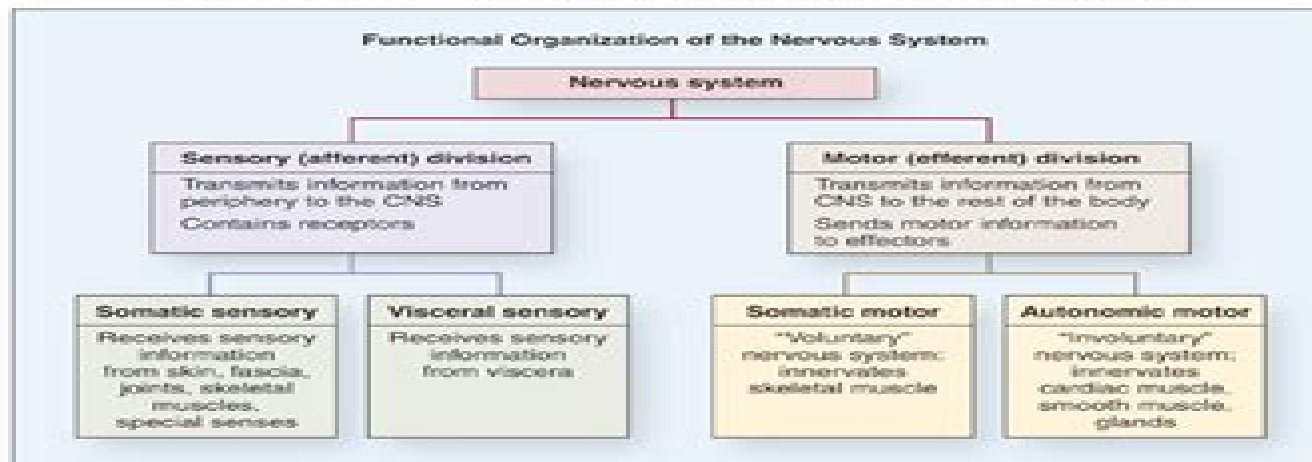 Functional Organization of the Nervous System
Nervous system
Sensory (afferent) division
Transmits information from
periphery to the CNS
Contains receptors
Motor (efferent) division
Transmits information from
CNS to the rest of the body
Sends motor information
to effectors
Somatic sensory
Receives sensory
information
from skin, fascia,
joints, skeletal
muscles,
special senses
Visceral sensory
Receives sensory
information
from viscera
Somatic motor
"Voluntary"
nervous system;
innervates
skeletal muscle
Autonomic motor
"Involuntary"
nervous system;
innervates
cardiac muscle,
smooth muscle,
glands